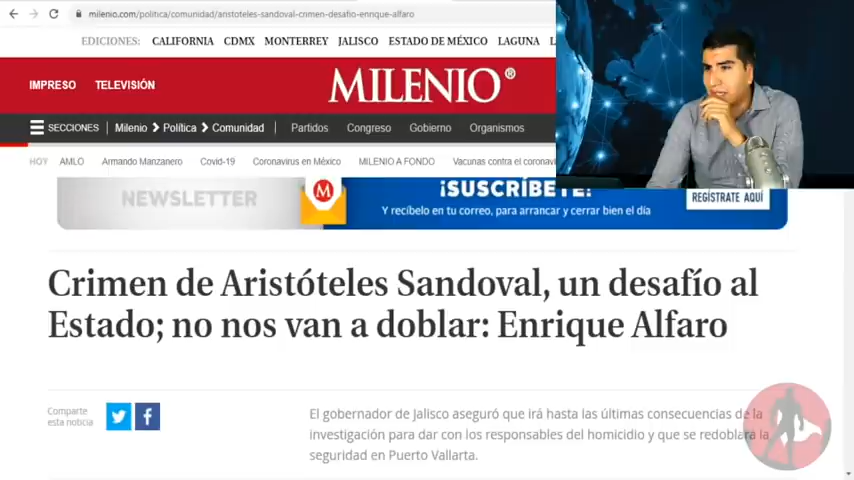 milenio.com/politica/comunidad/aristoteles-sandoval-crimen-desafio-enrique-alfaro
EDICIONES: CALIFORNIA CDMX MONTERREY JALISCO ESTADO DE MÉXICO LAGUNA L
IMPRESO TELEVISIÓN MILENIO®
SECCIONES Milenio > Política > Comunidad Partidos Congreso Gobierno Organismos
HOY AMLO Armando Manzanero Covid-19 Coronavirus en México MILENIO A FONDO Vacunas contra el coronavi
NEWSLETTER M ¡SUSCRÍBETE! REGÍSTRATE AQUÍ
Y recíbelo en tu correo, para arrancar y cerrar bien el día
Crimen de Aristóteles Sandoval, un desafío al
Estado; no nos van a doblar: Enrique Alfaro
Comparte
esta noticia
El gobernador de Jalisco aseguró que irá hasta las últimas consecuencias de la
investigación para dar con los responsables del homicidio y que se redoblará la
seguridad en Puerto Vallarta.